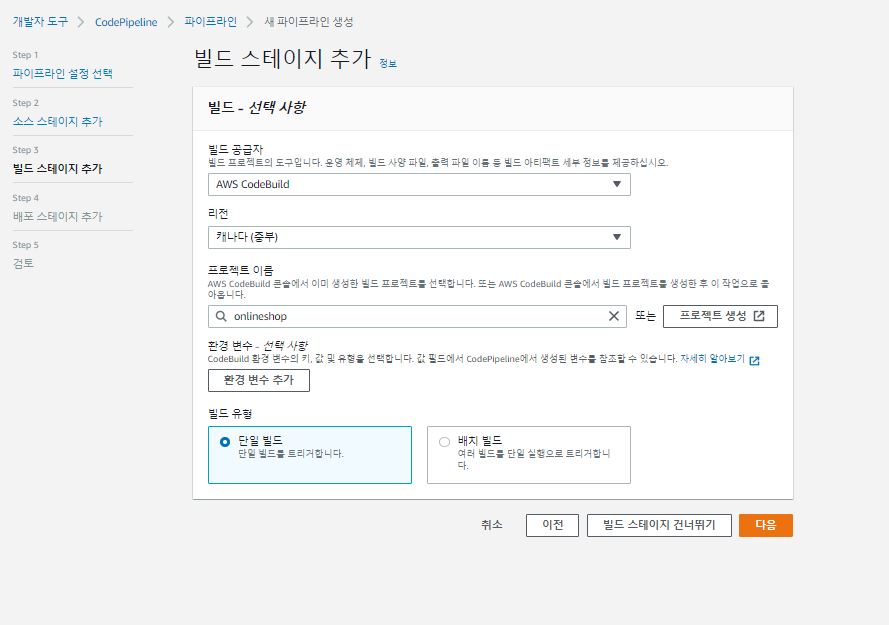 개발자 도구 > CodePipeline > 파이프라인 > 새 파이프라인 생성
Step 1
파이프라인 설정 선택
Step 2
소스 스테이지 추가
Step 3
빌드 스테이지 추가
Step 4
배포 스테이지 추가
Step 5
검토
빌드 스테이지 추가 정보
빌드 - 선택 사항
빌드 공급자
빌드 프로젝트의 도구입니다. 운영 체제, 빌드 사양 파일, 출력 파일 이름 등 빌드 아티팩트 세부 정보를 제공하십시오.
AWS CodeBuild
리전
캐나다 (중부)
프로젝트 이름
AWS CodeBuild 콘솔에서 이미 생성한 빌드 프로젝트를 선택합니다. 또는 AWS CodeBuild 콘솔에서 빌드 프로젝트를 생성한 후 이 작업으로 돌
아옵니다.
onlineshop 또는 프로젝트 생성
환경 변수 - 선택 사항
CodeBuild 환경 변수의 키, 값 및 유형을 선택합니다. 값 필드에서 CodePipeline에서 생성된 변수를 참조할 수 있습니다. 자세히 알아보기
환경 변수 추가
빌드 유형
단일 빌드
단일 빌드를 트리거합니다.
배치 빌드
여러 빌드를 단일 실행으로 트리거합니
다.
취소 이전 빌드 스테이지 건너뛰기 다음